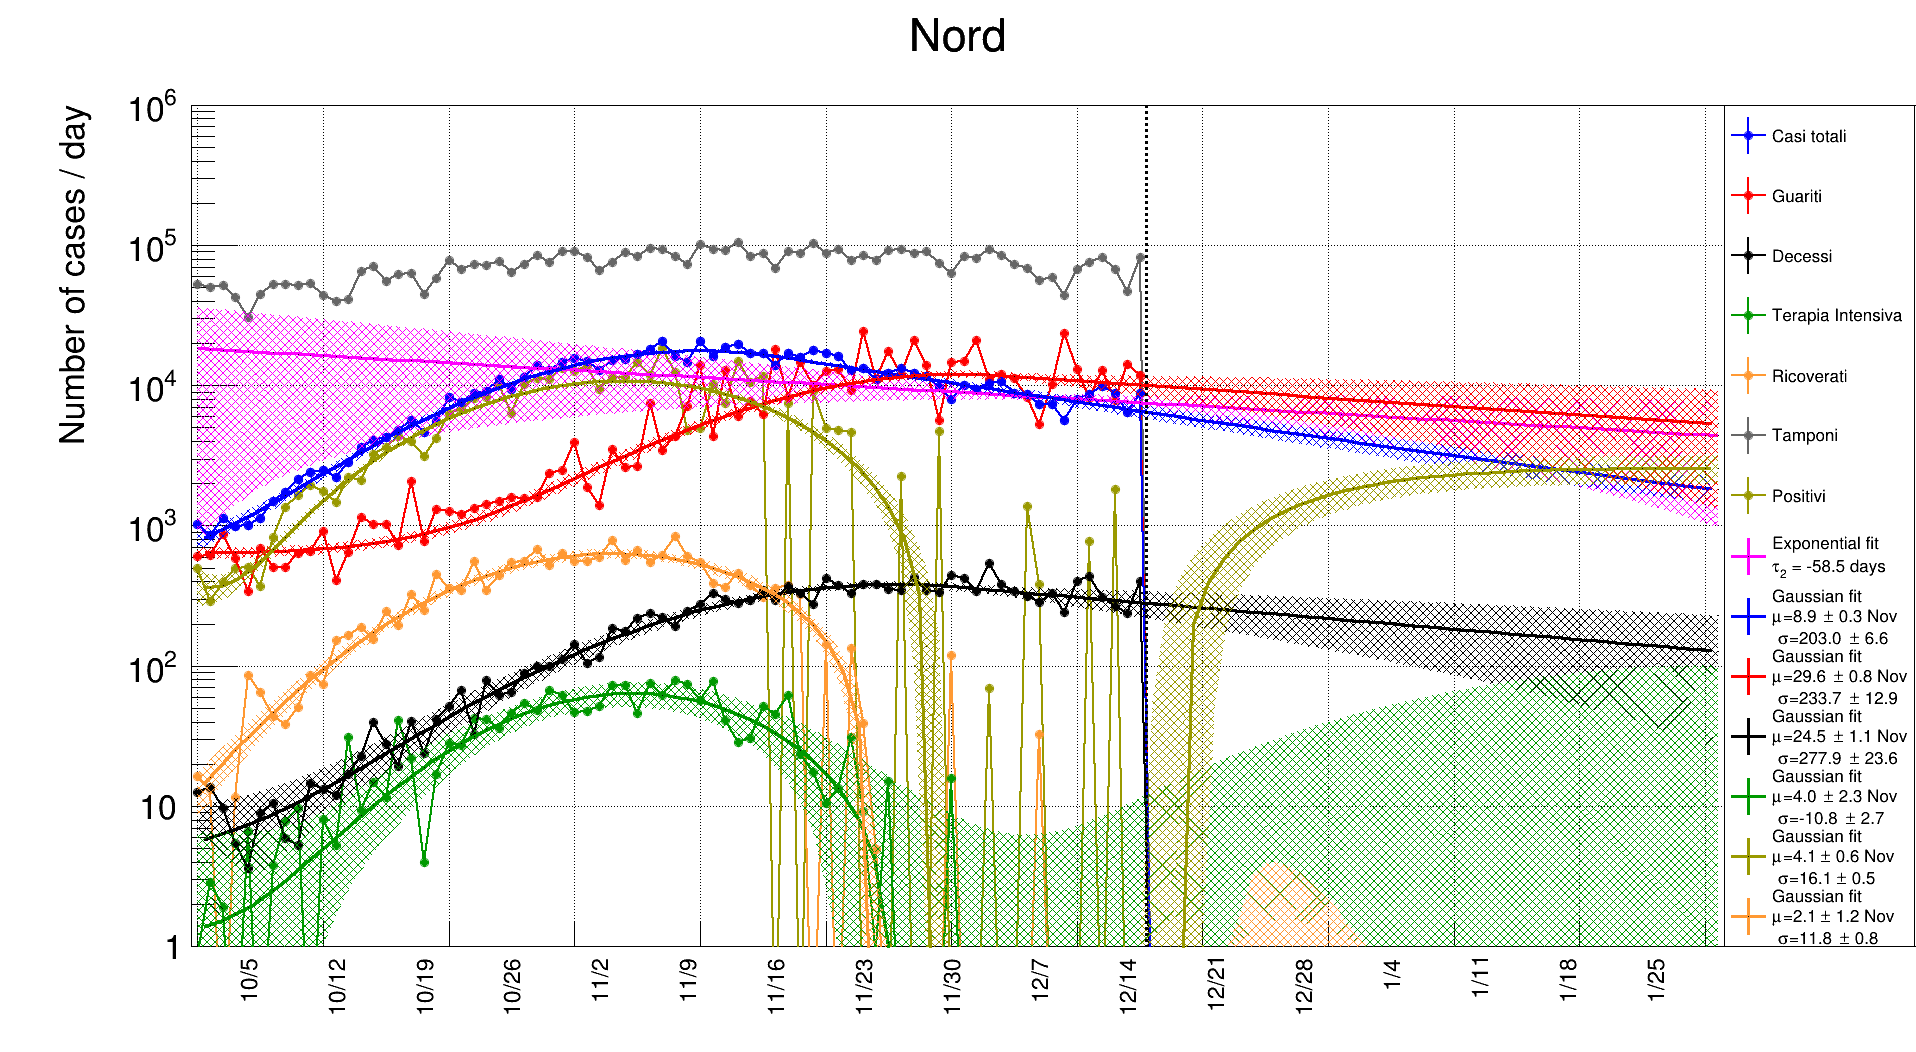 Nord
Number of cases / day
10^6
10^5
10^4
10^3
10^2
10
1
10/5
10/12
10/19
10/26
11/2
11/9
11/16
11/23
11/30
12/7
12/14
12/21
12/28
1/4
1/11
1/18
1/25
Casi totali
Guariti
Decessi
Terapia Intensiva
Ricoverati
Tamponi
Positivi
Exponential fit
τ_2 = -58.5 days
Gaussian fit
μ=8.9 ± 0.3 Nov
σ=203.0 ± 6.6
Gaussian fit
μ=29.6 ± 0.8 Nov
σ=233.7 ± 12.9
Gaussian fit
μ=24.5 ± 1.1 Nov
σ=277.9 ± 23.6
Gaussian fit
μ=4.0 ± 2.3 Nov
σ=-10.8 ± 2.7
Gaussian fit
μ=4.1 ± 0.6 Nov
σ=16.1 ± 0.5
Gaussian fit
μ=2.1 ± 1.2 Nov
σ=11.8 ± 0.8